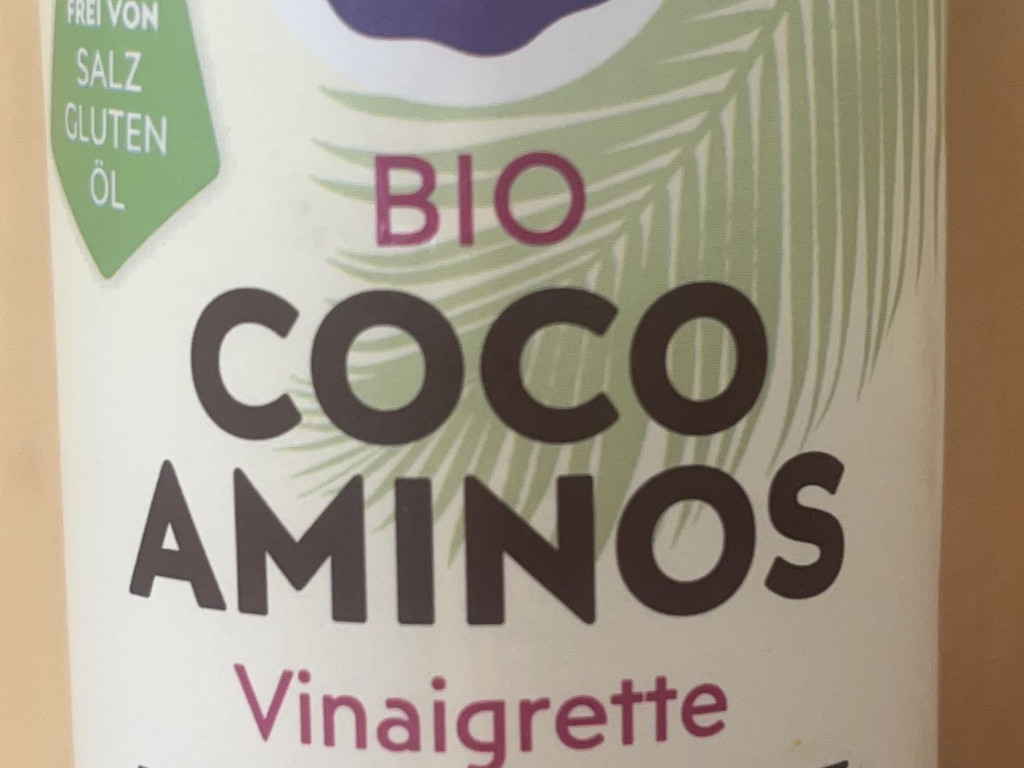 FREI VON
SALZ
GLUTEN
ÖL
BIO
COCO
AMINOS
Vinaigrette